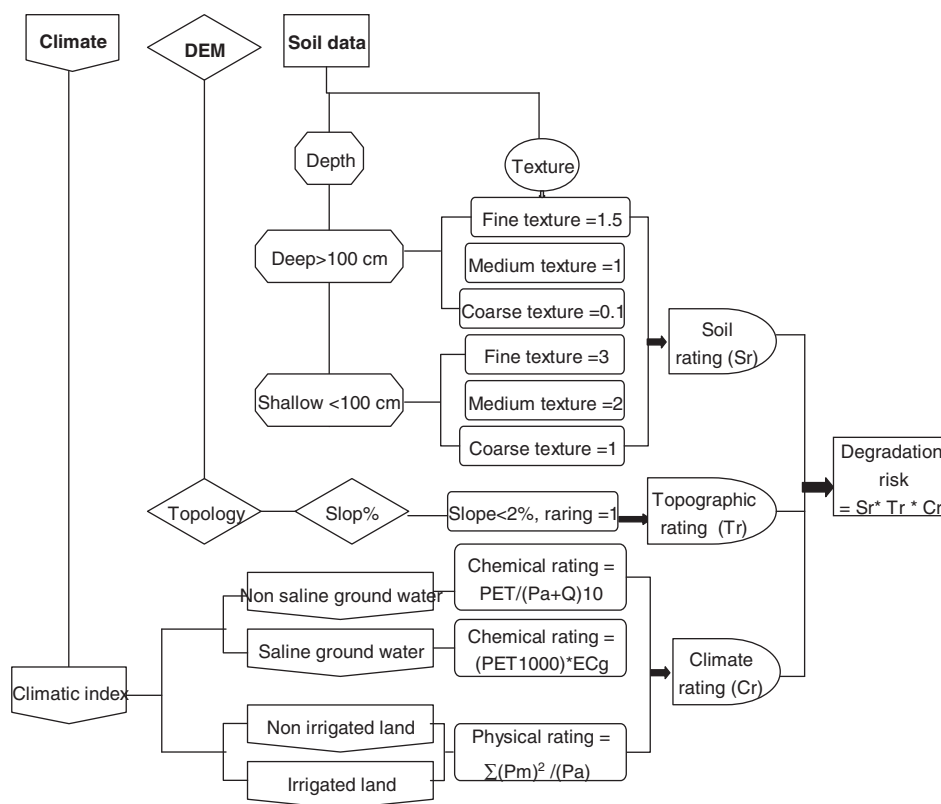 Climate
DEM
Soil data
Depth
Texture
Deep>100 cm
Fine texture =1.5
Medium texture =1
Coarse texture =0.1
Shallow <100 cm
Fine texture =3
Medium texture =2
Coarse texture =1
Soil
rating (Sr)
Topology
Slop%
Slope<2%, raring =1
Topographic
rating (Tr)
Degradation
risk
= Sr* Tr * Cr
Climatic index
Non saline ground water
Chemical rating =
PET/(Pa+Q)10
Saline ground water
Chemical rating =
(PET1000)*ECg
Non irrigated land
Irrigated land
Physical rating =
∑(Pm)² /(Pa)
Climate
rating (Cr)